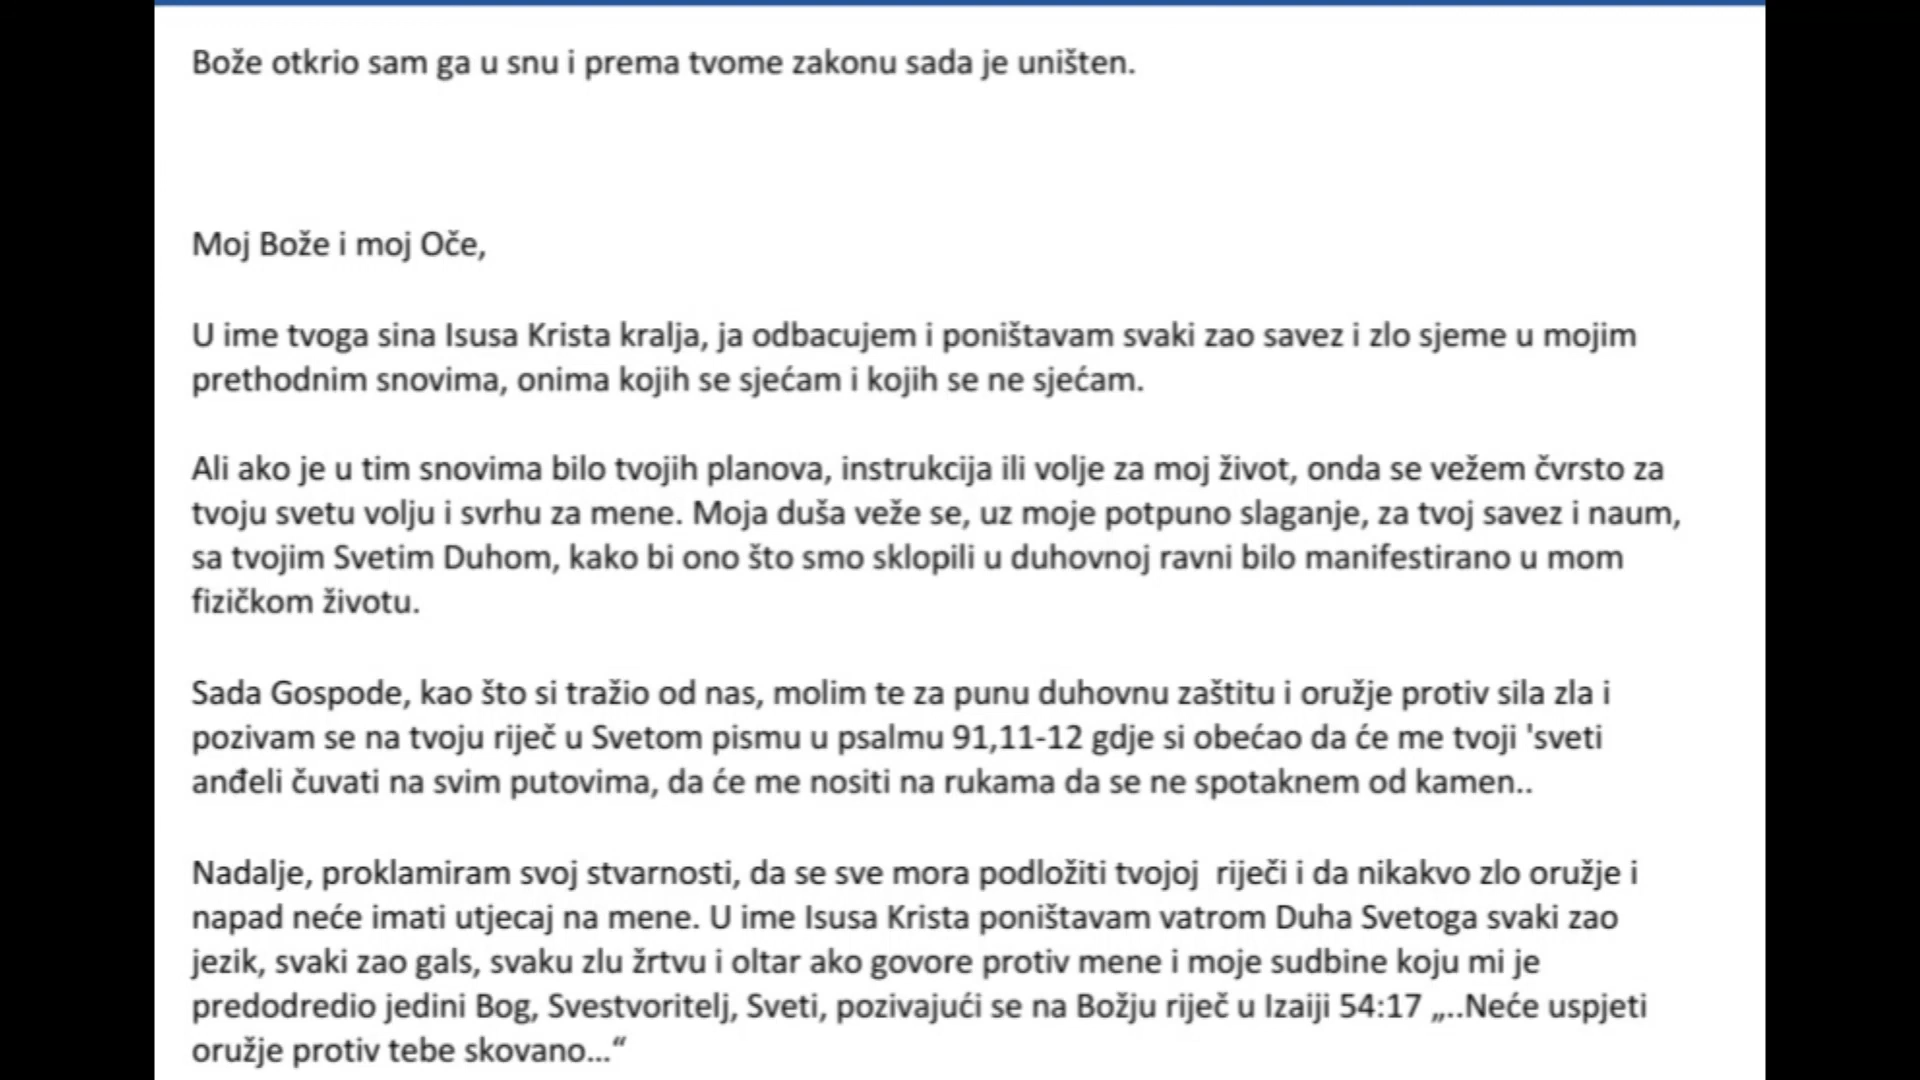 Bože otkrio sam ga u snu i prema tvome zakonu sada je uništen.
Moj Bože i moj Oče,
U ime tvoga sina Isusa Krista kralja, ja odbacujem i poništavam svaki zao savez i zlo sjeme u mojim
prethodnim snovima, onima kojih se sjećam i kojih se ne sjećam.
Ali ako je u tim snovima bilo tvojih planova, instrukcija ili volje za moj život, onda se vežem čvrsto za
tvoju svetu volju i svrhu za mene. Moja duša veže se, uz moje potpuno slaganje, za tvoj savez i naum,
sa tvojim Svetim Duhom, kako bi ono što smo sklopili u duhovnoj ravni bilo manifestirano u mom
fizičkom životu.
Sada Gospode, kao što si tražio od nas, molim te za punu duhovnu zaštitu i oružje protiv sila zla i
pozivam se na tvoju riječ u Svetom pismu u psalmu 91,11-12 gdje si obećao da će me tvoji 'sveti
anđeli čuvati na svim putovima, da će me nositi na rukama da se ne spotaknem od kamen..
Nadalje, proklamiram svoj stvarnosti, da se sve mora podložiti tvojoj  riječi i da nikakvo zlo oružje i
napad neće imati utjecaj na mene. U ime Isusa Krista poništavam vatrom Duha Svetoga svaki zao
jezik, svaki zao gals, svaku zlu žrtvu i oltar ako govore protiv mene i moje sudbine koju mi je
predodredio jedini Bog, Svestvoritelj, Sveti, pozivajući se na Božju riječ u Izaiji 54:17 „..Neće uspjeti
oružje protiv tebe skovano...“